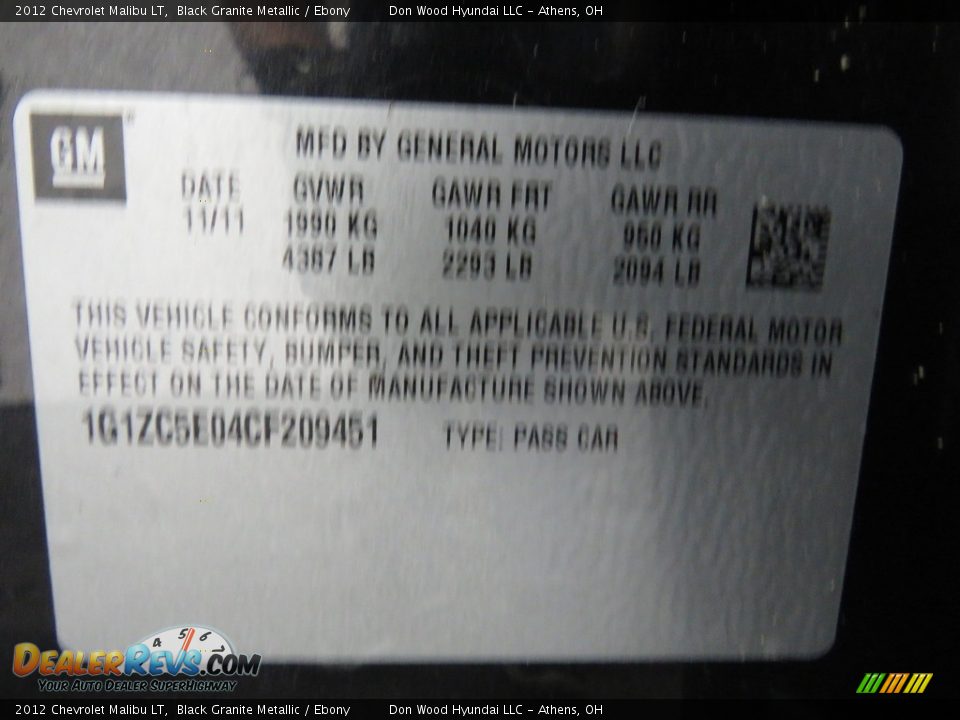 2012 Chevrolet Malibu LT,  Black Granite Metallic / Ebony        Don Wood Hyundai LLC - Athens, OH
GM
MFD BY GENERAL MOTORS LLC
DATE GVWR GAWR FRT GAWR RR
11/11 1990 KG 1040 KG 950 KG
4387 LB 2293 LB 2094 LB
THIS VEHICLE CONFORMS TO ALL APPLICABLE U.S. FEDERAL MOTOR
VEHICLE SAFETY, BUMPER, AND THEFT PREVENTION STANDARDS IN
EFFECT ON THE DATE OF MANUFACTURE SHOWN ABOVE.
1G1ZC5E04CF209451 TYPE: PASS CAR
4 5 6 7
DEALERREVS.COM
YOUR AUTO DEALER SUPERHIGHWAY
2012 Chevrolet Malibu LT,  Black Granite Metallic / Ebony        Don Wood Hyundai LLC - Athens, OH